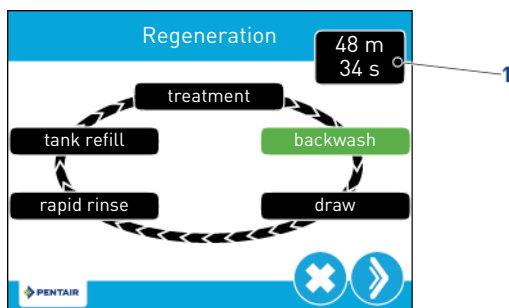 Regeneration
48 m
34 s
1
treatment
tank refill
backwash
rapid rinse
draw
PENTAIR